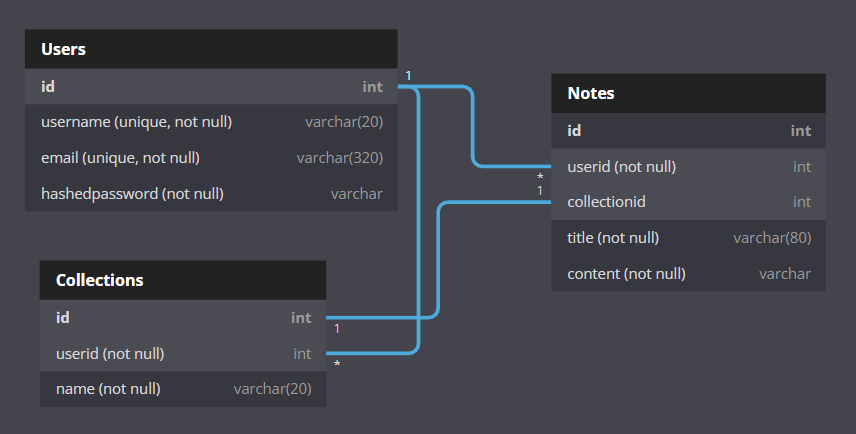 Users
id int
username (unique, not null) varchar(20)
email (unique, not null) varchar(320)
hashedpassword (not null) varchar
1
Notes
id int
userid (not null) int
collectionid int
title (not null) varchar(80)
content (not null) varchar
*
1
Collections
id int
userid (not null) int
name (not null) varchar(20)
1
*